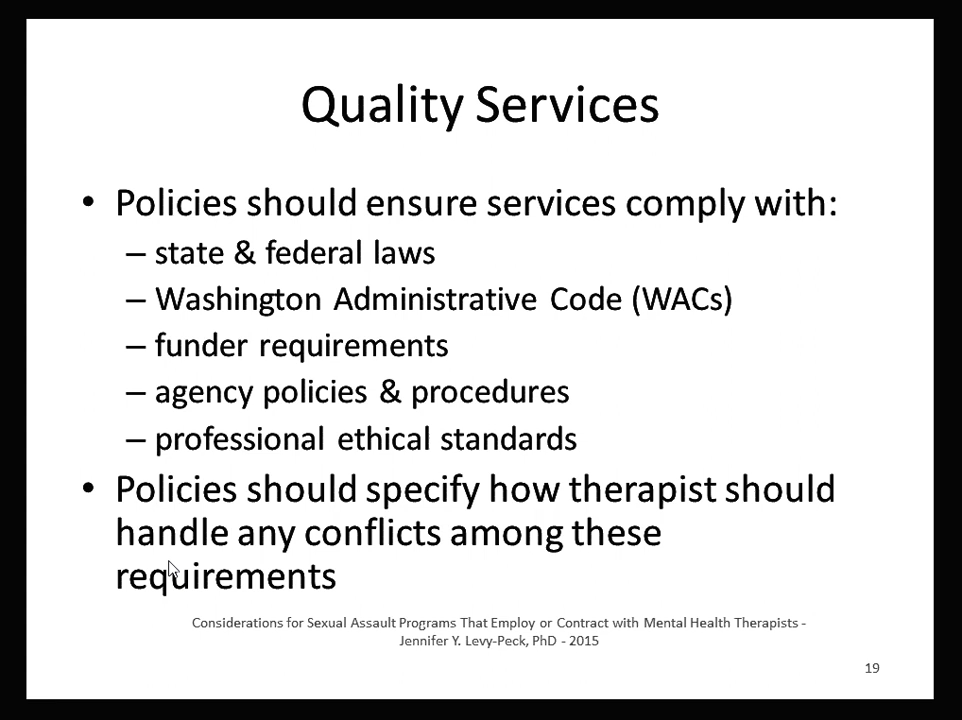 Quality Services
• Policies should ensure services comply with:
– state & federal laws
– Washington Administrative Code (WACs)
– funder requirements
– agency policies & procedures
– professional ethical standards
• Policies should specify how therapist should
handle any conflicts among these
requirements
Considerations for Sexual Assault Programs That Employ or Contract with Mental Health Therapists -
Jennifer Y. Levy-Peck, PhD - 2015
19